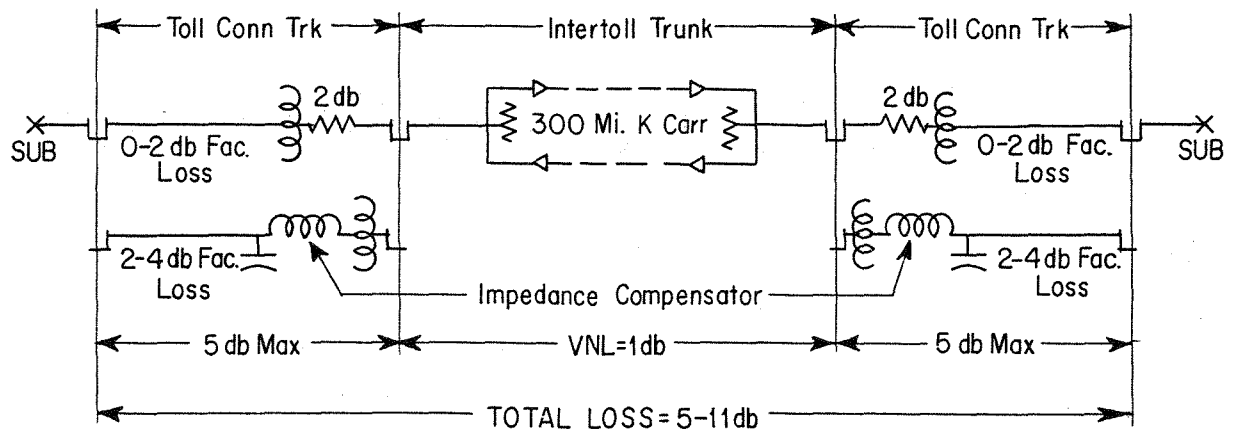 Toll Conn Trk
Intertoll Trunk
Toll Conn Trk
2 db
300 Mi. K Carr
2 db
SUB
0-2 db Fac.
Loss
0-2 db Fac.
Loss
SUB
2-4 db Fac.
Loss
Impedance Compensator
2-4 db Fac.
Loss
5 db Max
VNL=1db
5 db Max
TOTAL LOSS=5-11db